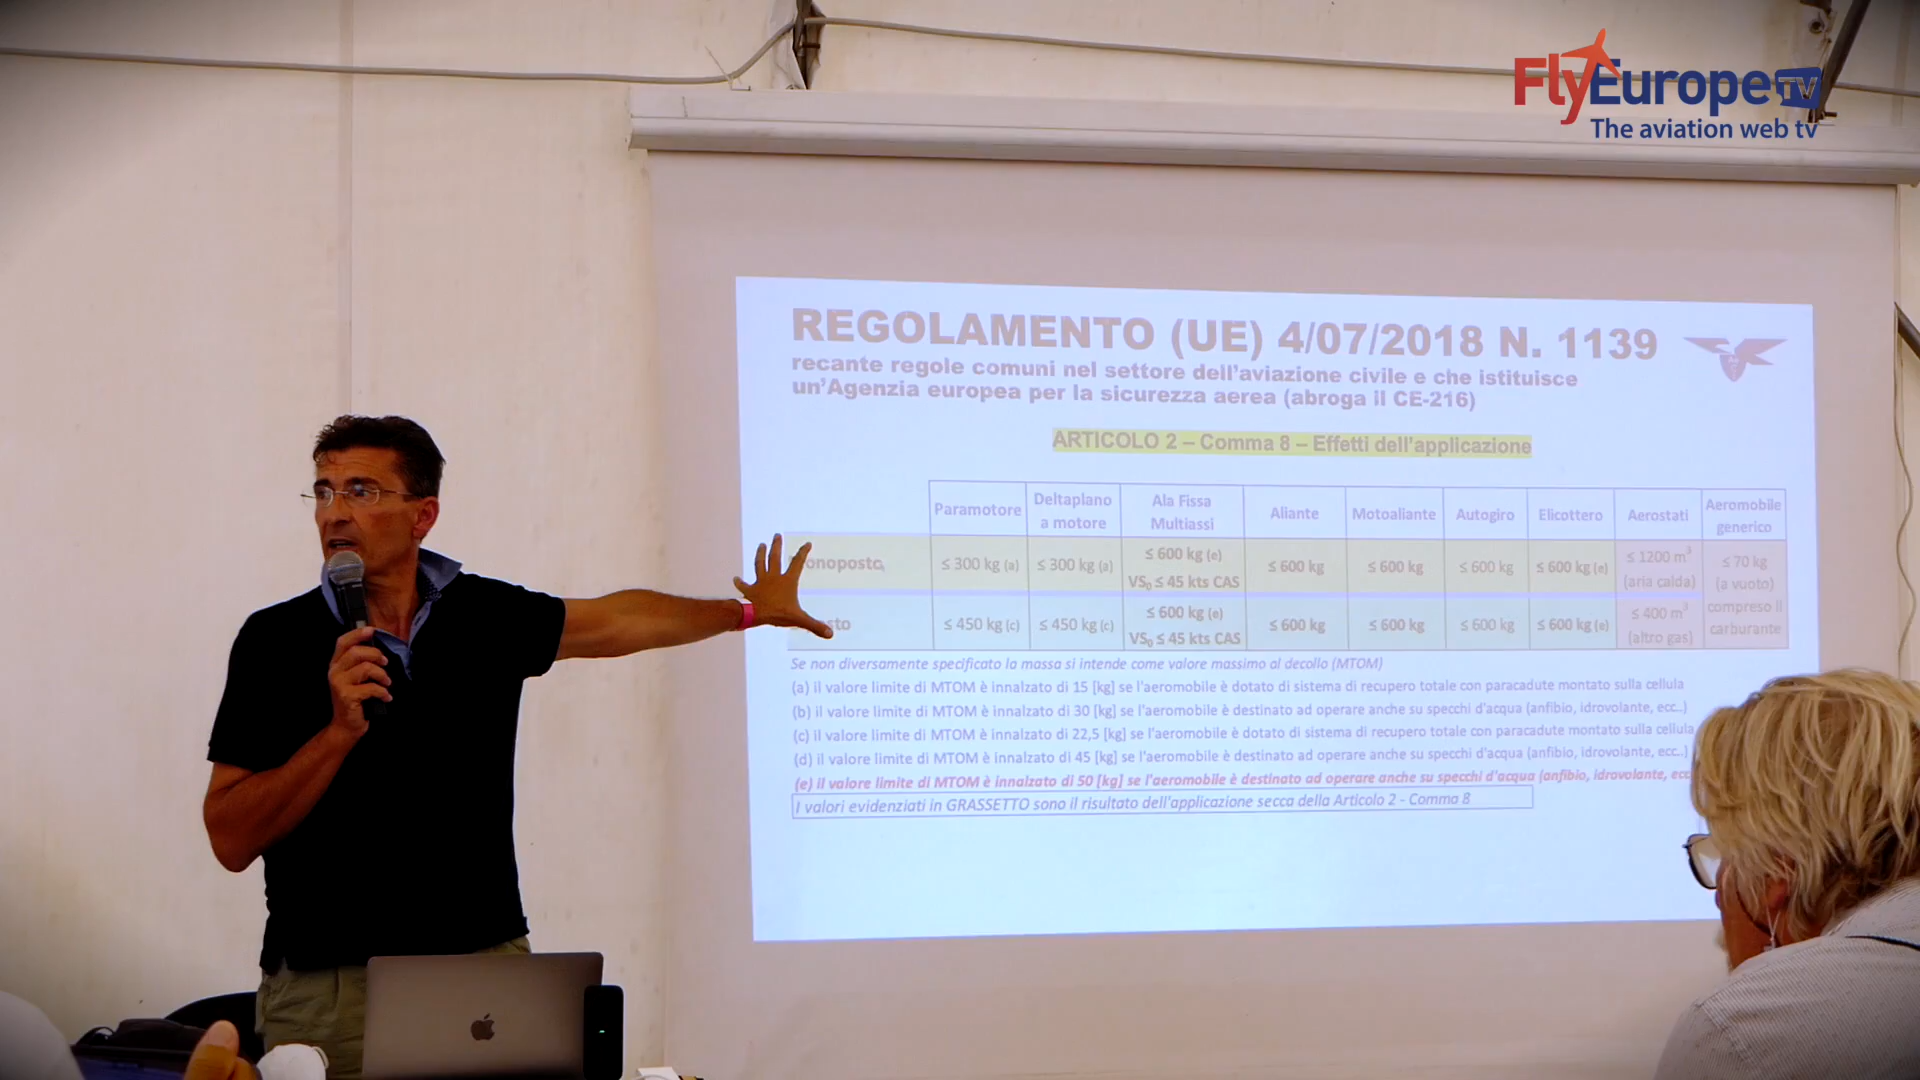 FlyEurope TV
The aviation web tv
REGOLAMENTO (UE) 4/07/2018 N. 1139
recante regole comuni nel settore dell'aviazione civile e che istituisce
un'Agenzia europea per la sicurezza aerea (abroga il CE-216)
ARTICOLO 2 – Comma 8 – Effetti dell'applicazione
Paramotore Deltaplano a motore Ala Fissa Multiassi Aliante Motoaliante Autogiro Elicottero Aerostati Aeromobile generico
≤ 300 kg (a) ≤ 300 kg (a) ≤ 600 kg (e) VS₀ ≤ 45 kts CAS ≤ 600 kg ≤ 600 kg ≤ 600 kg ≤ 600 kg (e) ≤ 1200 m³ (aria calda) ≤ 70 kg (a vuoto) compreso il carburante
≤ 450 kg (c) ≤ 450 kg (c) ≤ 600 kg (e) VS₀ ≤ 45 kts CAS ≤ 600 kg ≤ 600 kg ≤ 600 kg ≤ 600 kg (e) ≤ 400 m³ (altro gas)
Se non diversamente specificato la massa si intende come valore massimo al decollo (MTOM)
(a) il valore limite di MTOM è innalzato di 15 [kg] se l'aeromobile è dotato di sistema di recupero totale con paracadute montato sulla cellula
(b) il valore limite di MTOM è innalzato di 30 [kg] se l'aeromobile è destinato ad operare anche su specchi d'acqua (anfibio, idrovolante, ecc..)
(c) il valore limite di MTOM è innalzato di 22,5 [kg] se l'aeromobile è dotato di sistema di recupero totale con paracadute montato sulla cellula
(d) il valore limite di MTOM è innalzato di 45 [kg] se l'aeromobile è destinato ad operare anche su specchi d'acqua (anfibio, idrovolante, ecc..)
(e) il valore limite di MTOM è innalzato di 50 [kg] se l'aeromobile è destinato ad operare anche su specchi d'acqua (anfibio, idrovolante, ecc
I valori evidenziati in GRASSETTO sono il risultato dell'applicazione secca della Articolo 2 - Comma 8